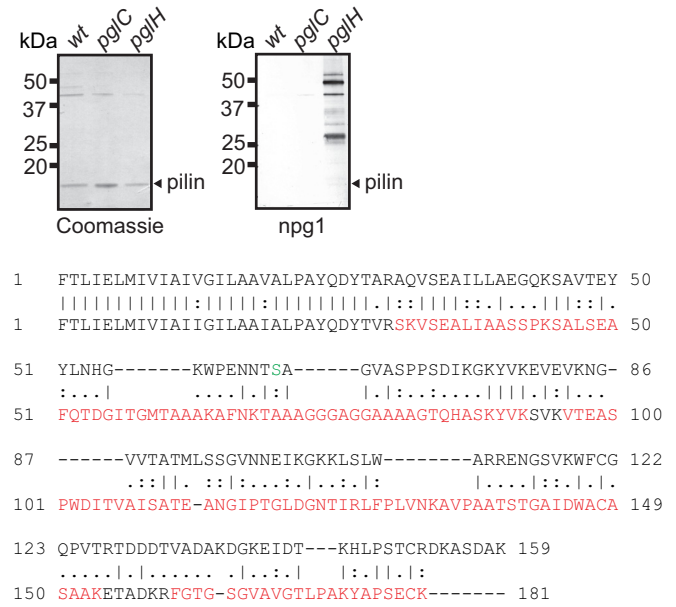 kDa wt pglC pglH kDa wt pglC pglH
50 50
37 37
25 25
20 20
pilin pilin
Coomassie npg1
1 FTLIELMIVIAIVGILAAVALPAYQDYTARAQVSEAILLAEGQKSAVTEY 50
||||||||||||:|||||:|||||||||.|:||||::.|...|||::|.
1 FTLIELMIVIAIIGILAAIALPAYQDYTVRSKVSEALIAASSPKSALSEA 50
51 YLNHG-------KWPENNTSA------GVASPPSDIKGKYVKEVEVKNG- 86
:...| ....|.|:| |.|:..:....||||.:|:...
51 FQTDGITGMTAAAKAFNKTAAAGGGAGGAAAAGTQHASKYVKSVKVTEAS 100
87 ------VVTATMLSSGVNNEIKGKKLSLW--------ARRENGSVKWFCG 122
.::||. :.:..|..|:.:|.|: |....|:.|.|.
101 PWDITVAISATE-ANGIPTGLDGNTIRLFPLVNKAVPAATSTGAIDWACA 149
123 QPVTRTDDDTVADAKDGKEIDT---KHLPSTCRDKASDAK 159
.....|.|...... .|..:.| |:.||.|:
150 SAAKETADKRFGTG-SGVAVGTLPAKYAPSECK------- 181